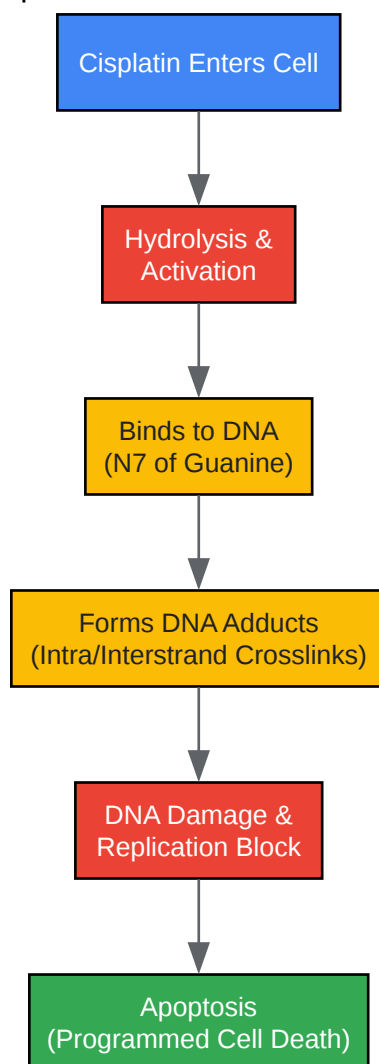 Cisplatin Enters Cell
Hydrolysis &
Activation
Binds to DNA
(N7 of Guanine)
Forms DNA Adducts
(Intra/Interstrand Crosslinks)
DNA Damage &
Replication Block
Apoptosis
(Programmed Cell Death)